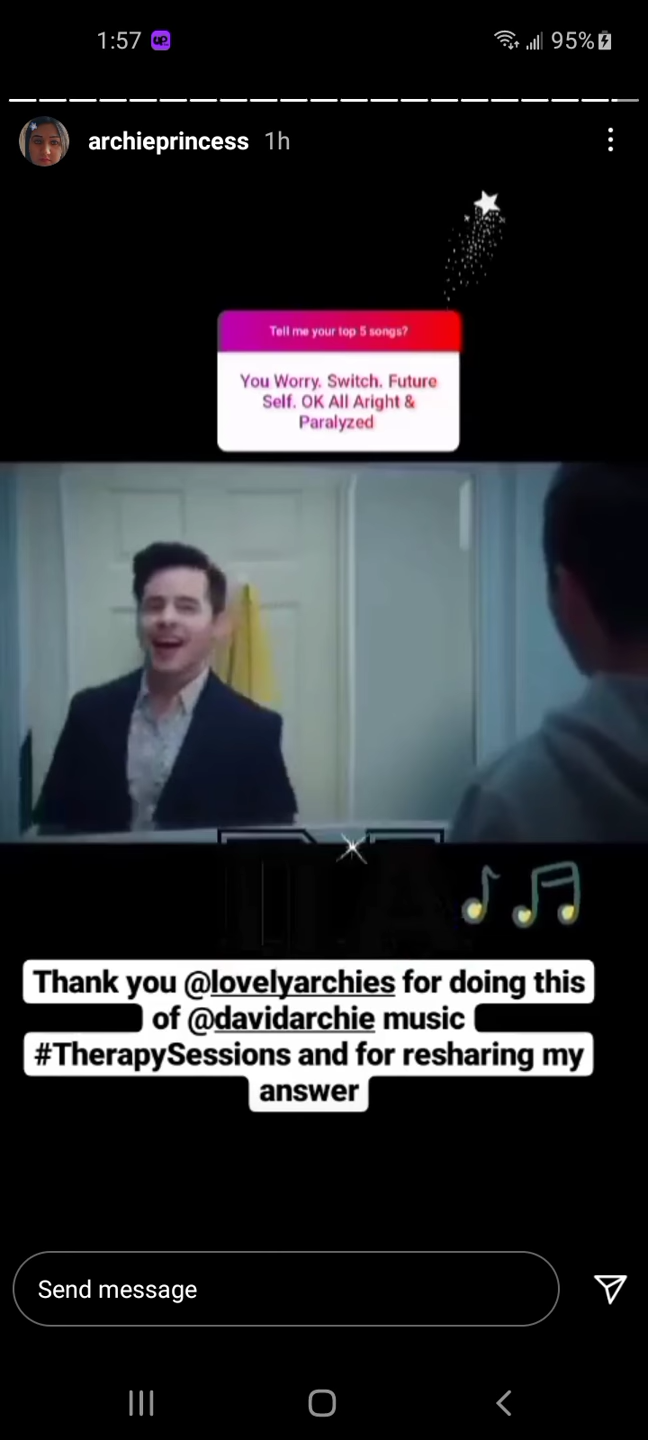 1:57 up 95%
archieprincess 1h
Tell me your top 5 songs?
You Worry. Switch. Future
Self. OK All Aright &
Paralyzed
Thank you @lovelyarchies for doing this
of @davidarchie music
#TherapySessions and for resharing my
answer
Send message